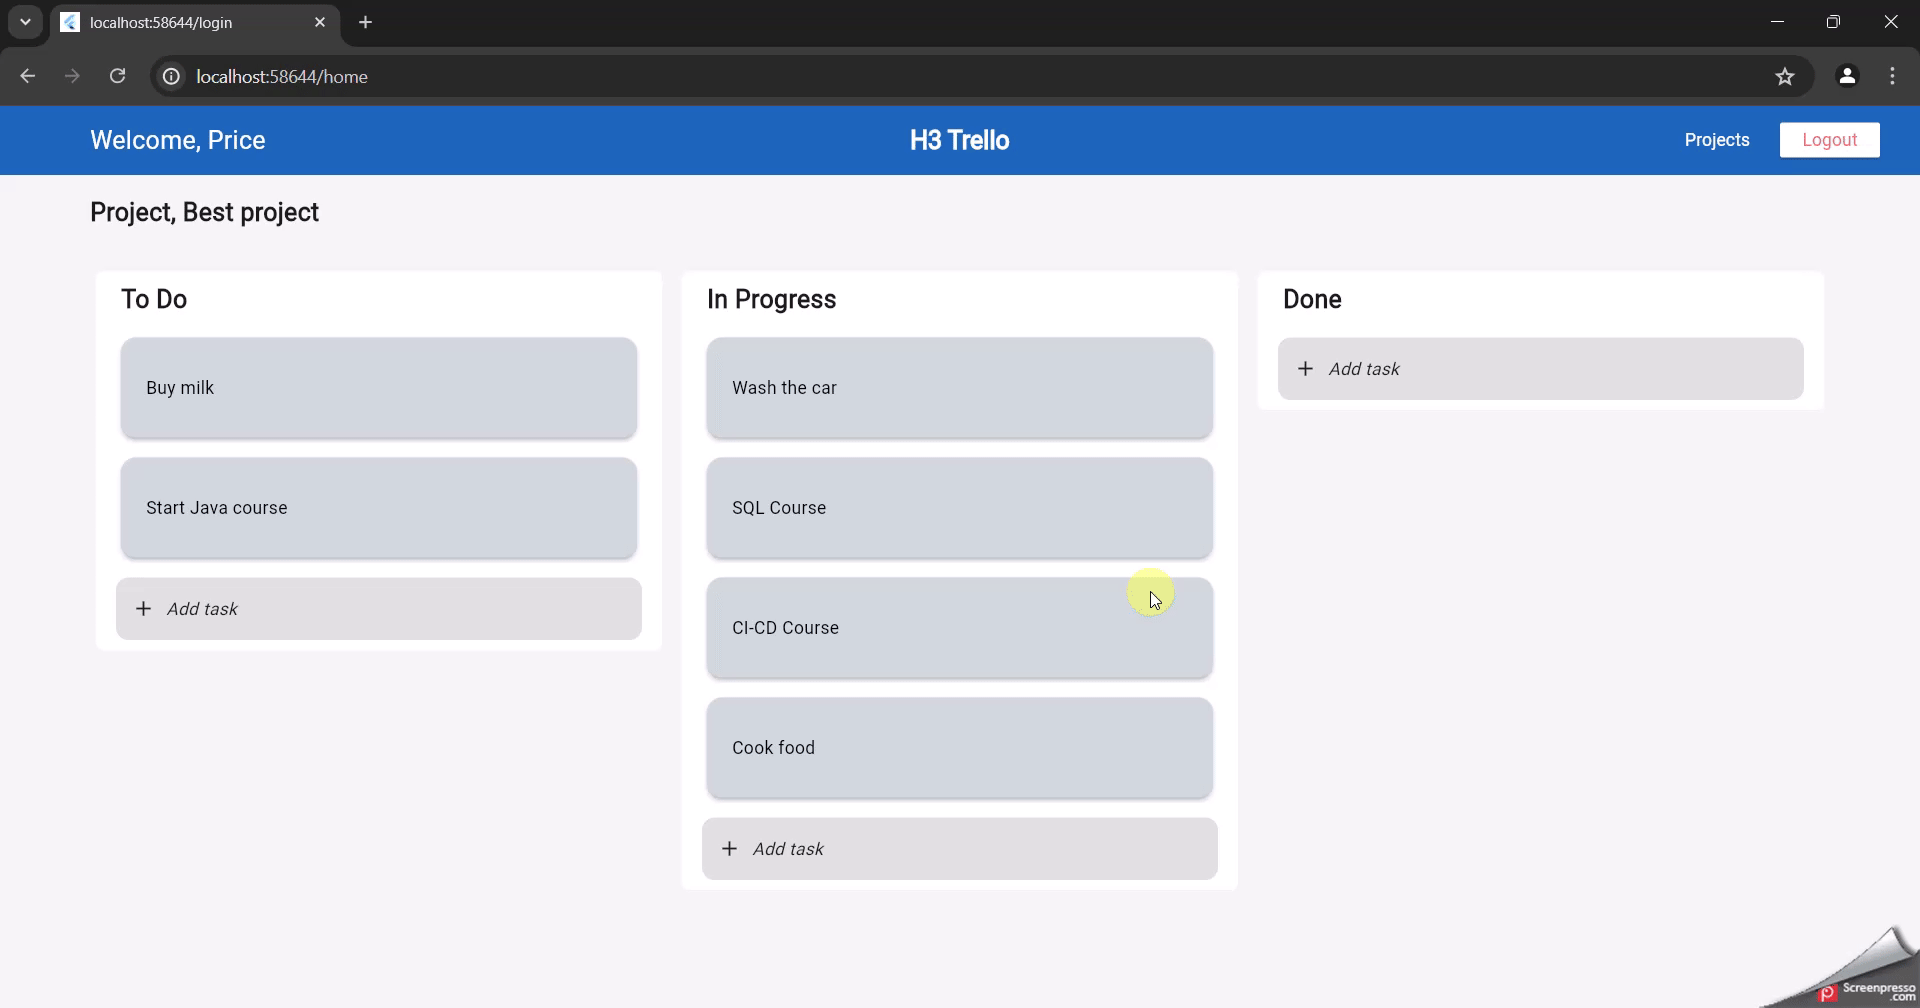 localhost:58644/login
localhost:58644/home
Welcome, Price
H3 Trello
Projects
Logout
Project, Best project
To Do
Buy milk
Start Java course
+ Add task
In Progress
Wash the car
SQL Course
CI-CD Course
Cook food
+ Add task
Done
+ Add task
Screenpresso
.com